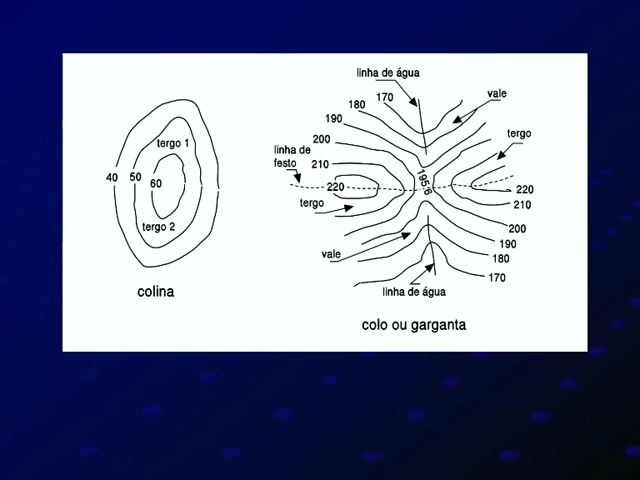 tergo 1
40 50 60
tergo 2
colina
linha de água
170
180
190
200
210
220
linha de
festo
tergo
vale
195.6
vale
tergo
220
210
200
190
180
170
linha de água
colo ou garganta